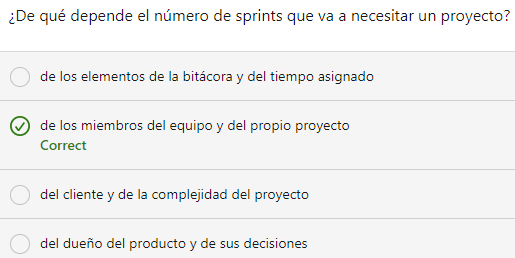 ¿De qué depende el número de sprints que va a necesitar un proyecto?
de los elementos de la bitácora y del tiempo asignado
de los miembros del equipo y del propio proyecto
Correct
del cliente y de la complejidad del proyecto
del dueño del producto y de sus decisiones